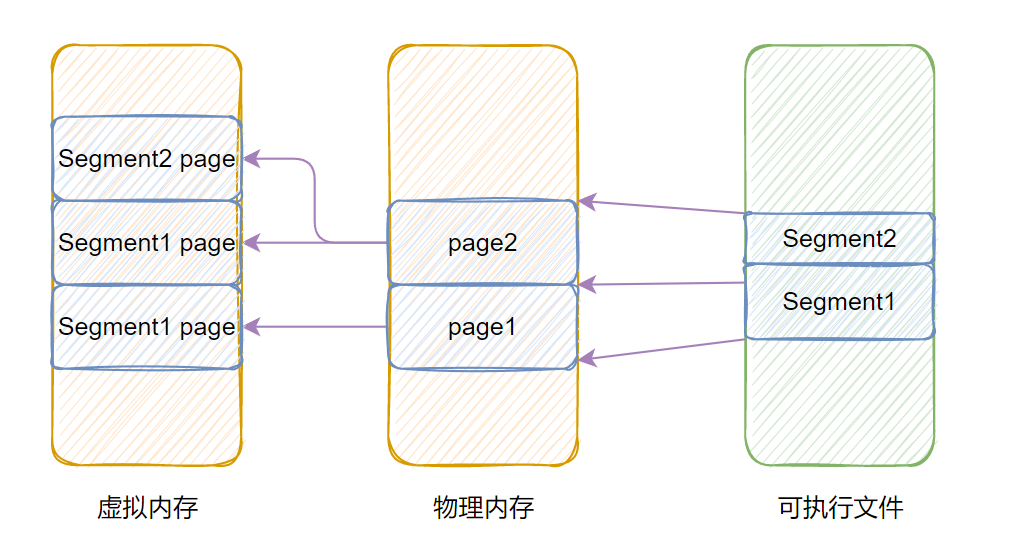 Segment2 page
Segment1 page
Segment1 page
虚拟内存
page2
page1
物理内存
Segment2
Segment1
可执行文件